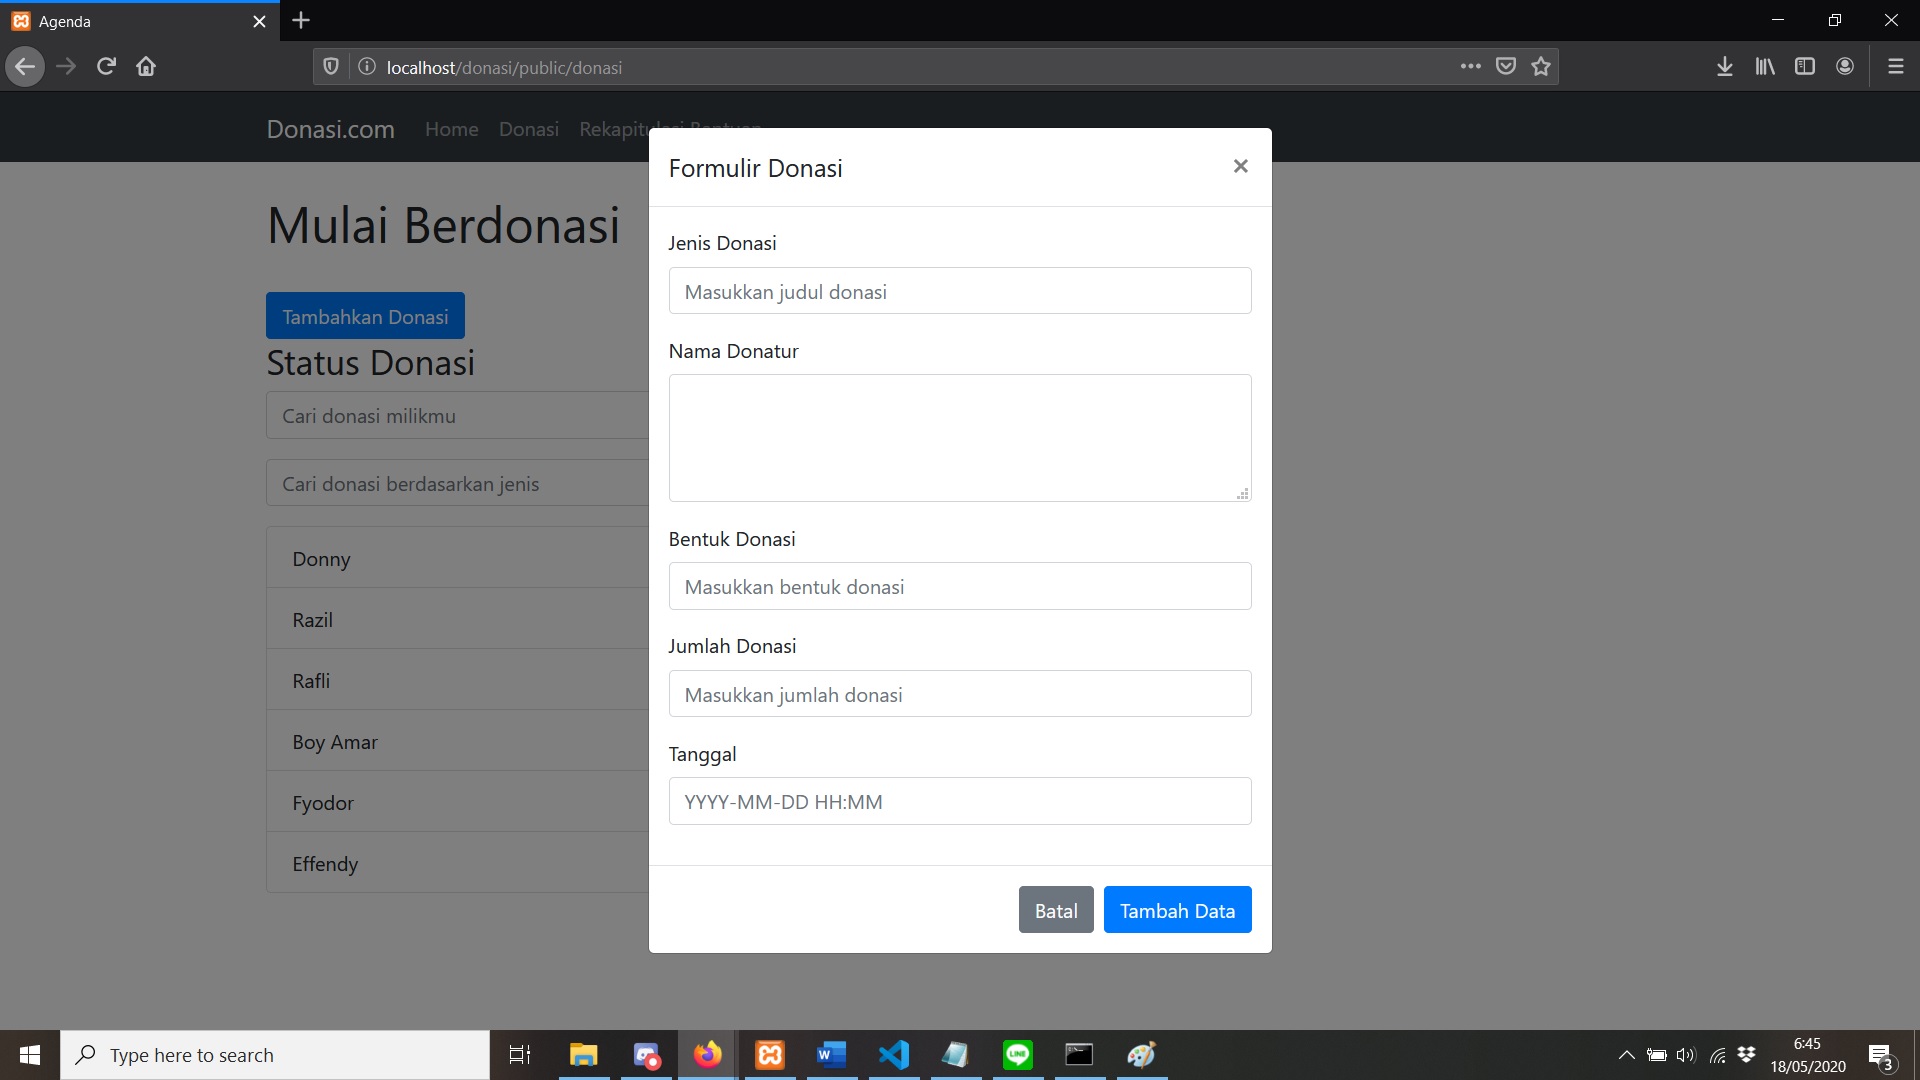 Agenda
localhost/donasi/public/donasi
Donasi.com Home Donasi Rekapitulasi Bantuan
Formulir Donasi
Mulai Berdonasi
Jenis Donasi
Masukkan judul donasi
Tambahkan Donasi
Nama Donatur
Status Donasi
Cari donasi milikmu
Cari donasi berdasarkan jenis
Bentuk Donasi
Masukkan bentuk donasi
Donny
Razil
Rafli
Boy Amar
Fyodor
Effendy
Jumlah Donasi
Masukkan jumlah donasi
Tanggal
YYYY-MM-DD HH:MM
Batal Tambah Data
Type here to search
W
LINE
6:45
18/05/2020
3